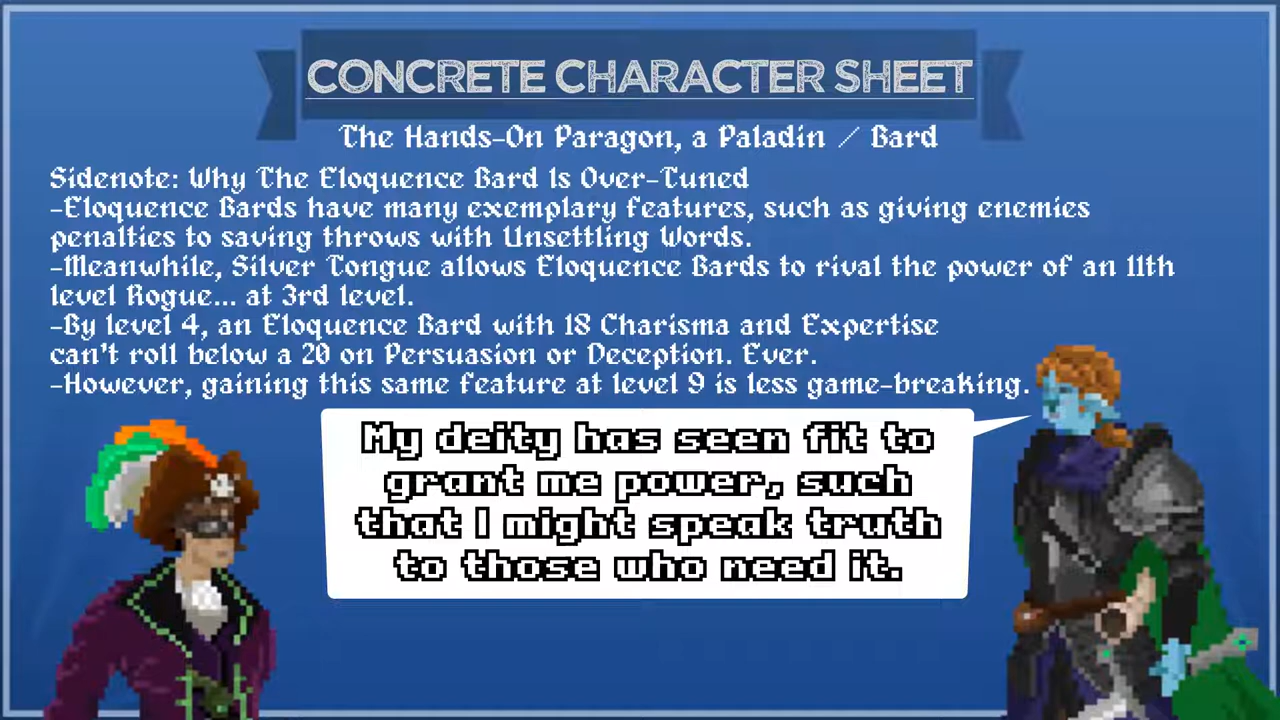 CONCRETE CHARACTER SHEET
The Hands-On Paragon, a Paladin / Bard
Sidenote: Why The Eloquence Bard Is Over-Tuned
-Eloquence Bards have many exemplary features, such as giving enemies
penalties to saving throws with Unsettling Words.
-Meanwhile, Silver Tongue allows Eloquence Bards to rival the power of an 11th
level Rogue... at 3rd level.
-By level 4, an Eloquence Bard with 18 Charisma and Expertise
can't roll below a 20 on Persuasion or Deception. Ever.
-However, gaining this same feature at level 9 is less game-breaking.
My deity has seen fit to
grant me power, such
that I might speak truth
to those who need it.